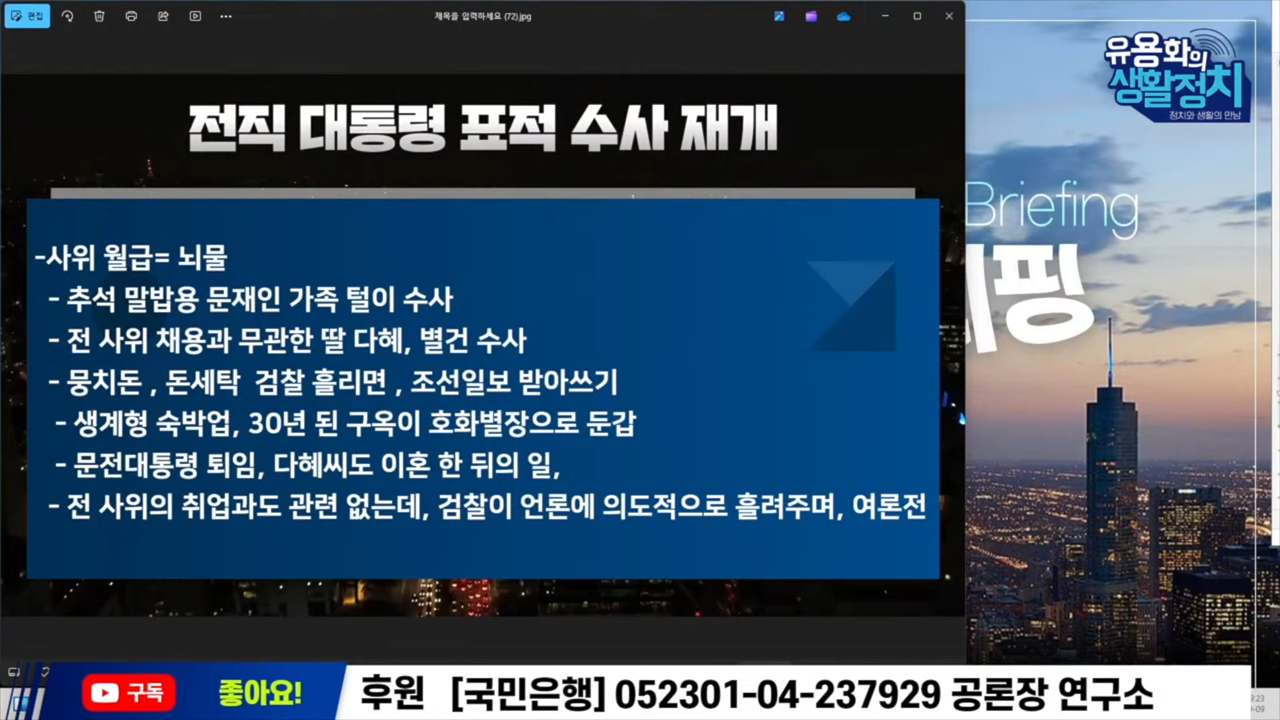 편집
제목을 입력하세요 (72).jpg
유용화의
생활정치
정치와 생활의 만남
전직 대통령 표적 수사 재개
Briefing
핑
-사위 월급= 뇌물
- 추석 말밥용 문재인 가족 털이 수사
- 전 사위 채용과 무관한 딸 다혜, 별건 수사
- 뭉치돈 , 돈세탁 검찰 흘리면 , 조선일보 받아쓰기
- 생계형 숙박업, 30년 된 구옥이 호화별장으로 둔갑
- 문전대통령 퇴임, 다혜씨도 이혼 한 뒤의 일,
- 전 사위의 취업과도 관련 없는데, 검찰이 언론에 의도적으로 흘려주며, 여론전
구독
좋아요!
후원 [국민은행] 052301-04-237929 공론장 연구소
9:23
-09